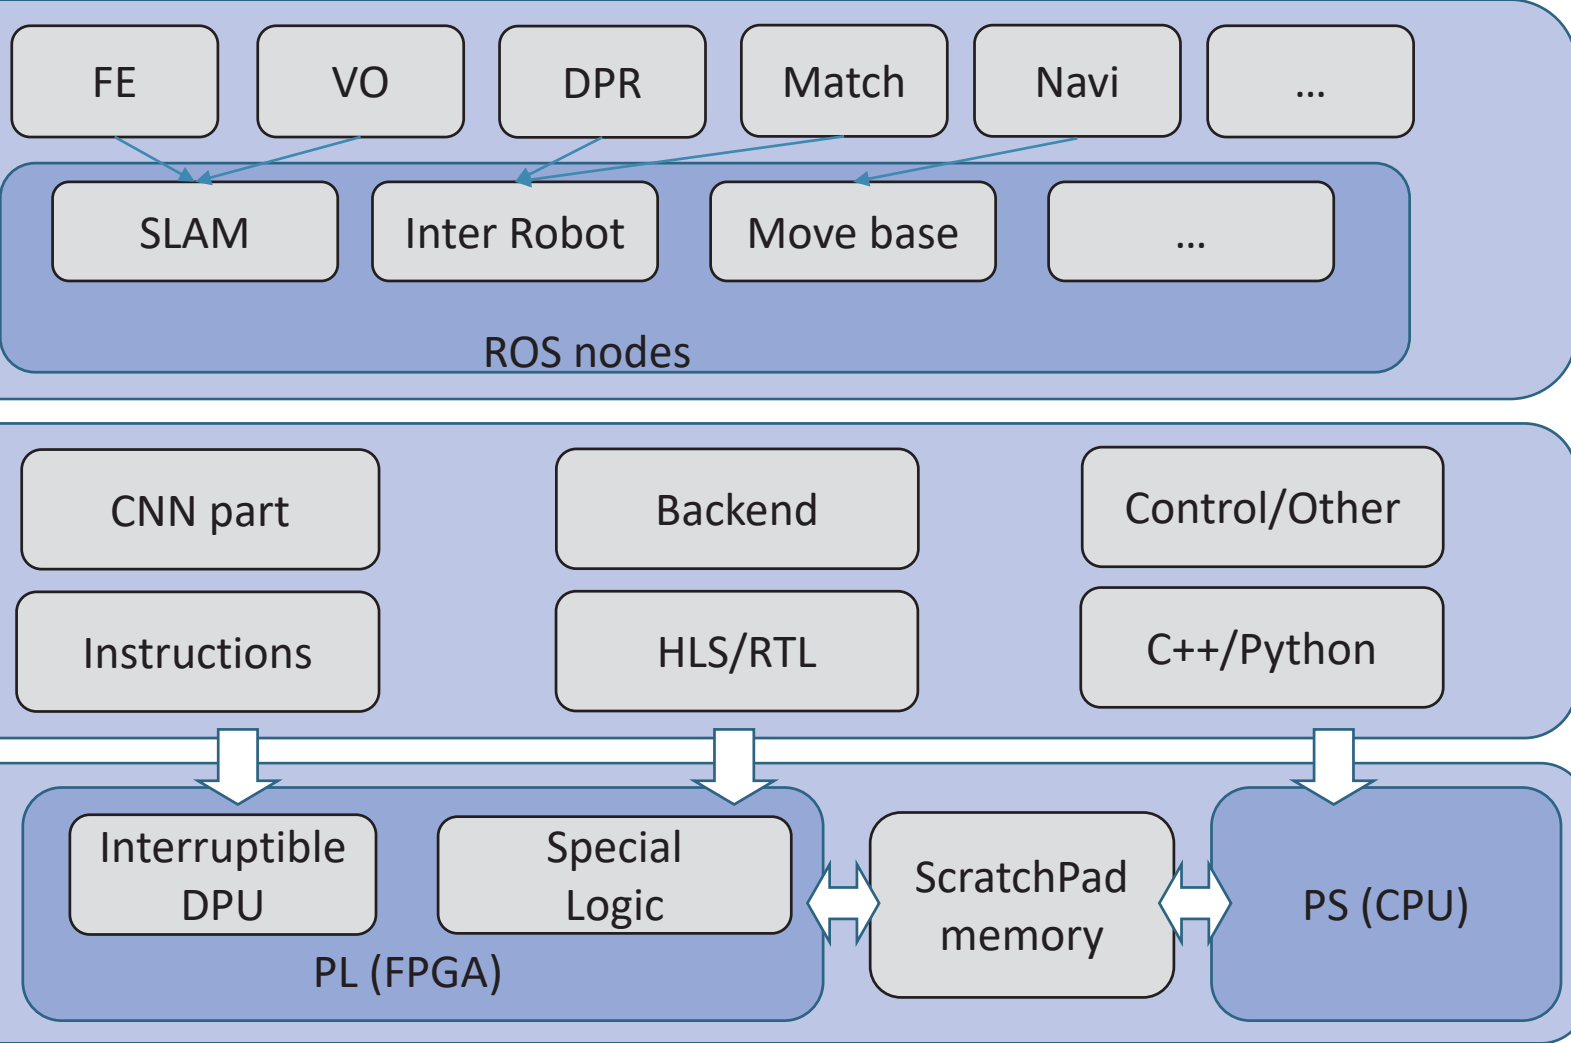 FE
VO
DPR
Match
Navi
...
SLAM
Inter Robot
Move base
...
ROS nodes
CNN part
Backend
Control/Other
Instructions
HLS/RTL
C++/Python
Interruptible
DPU
Special
Logic
PL (FPGA)
ScratchPad
memory
PS (CPU)